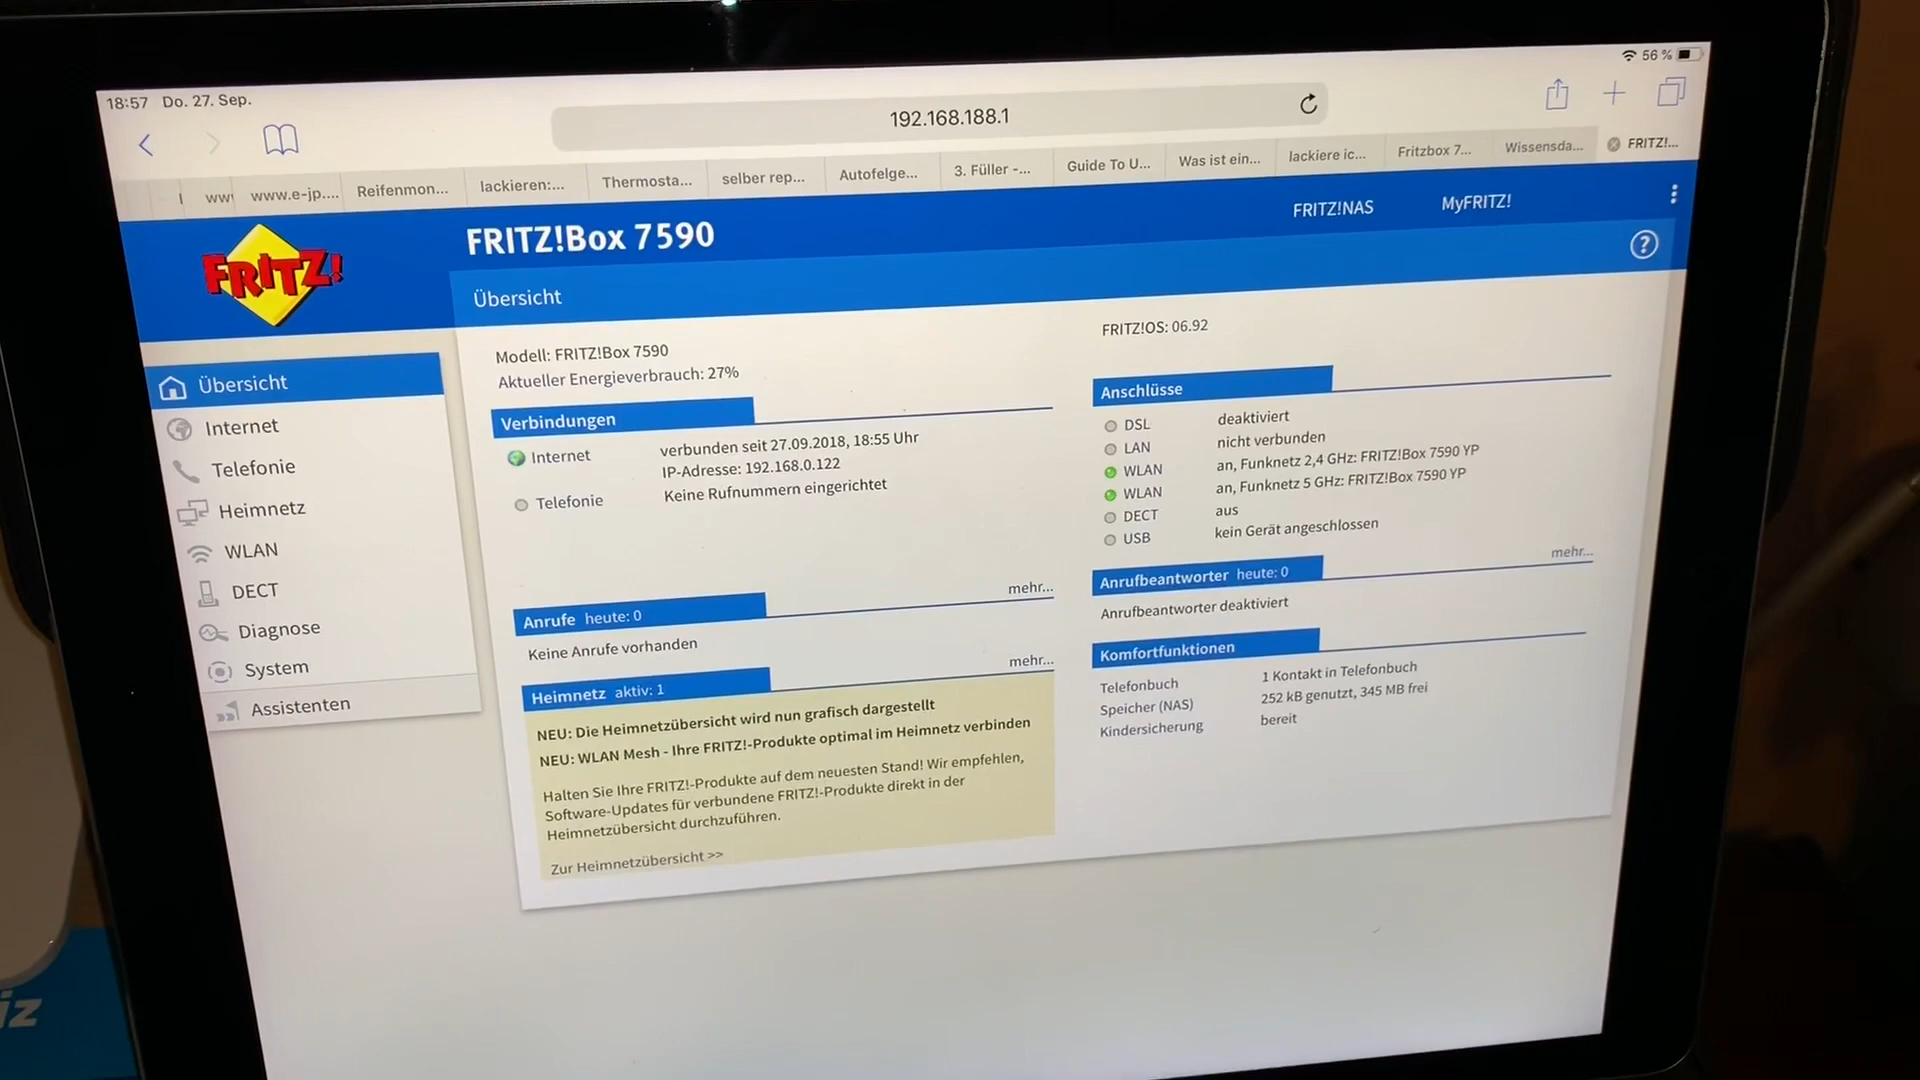 18:57 Do. 27. Sep.
56 %
192.168.188.1
www
www.e-jp....
Reifenmon...
lackieren:...
Thermosta...
selber rep...
Autofelge...
3. Füller -...
Guide To U...
Was ist ein...
lackiere ic...
Fritzbox 7...
Wissensda...
FRITZ!...
FRITZ!
FRITZ!Box 7590
FRITZ!NAS
MyFRITZ!
Übersicht
?
Übersicht
Internet
Telefonie
Heimnetz
WLAN
DECT
Diagnose
System
Assistenten
Modell: FRITZ!Box 7590
Aktueller Energieverbrauch: 27%
FRITZ!OS: 06.92
Verbindungen
Internet verbunden seit 27.09.2018, 18:55 Uhr
IP-Adresse: 192.168.0.122
Telefonie Keine Rufnummern eingerichtet
mehr...
Anrufe heute: 0
Keine Anrufe vorhanden
mehr...
Heimnetz aktiv: 1
NEU: Die Heimnetzübersicht wird nun grafisch dargestellt
NEU: WLAN Mesh - Ihre FRITZ!-Produkte optimal im Heimnetz verbinden
Halten Sie Ihre FRITZ!-Produkte auf dem neuesten Stand! Wir empfehlen,
Software-Updates für verbundene FRITZ!-Produkte direkt in der
Heimnetzübersicht durchzuführen.
Zur Heimnetzübersicht >>
Anschlüsse
DSL deaktiviert
LAN nicht verbunden
WLAN an, Funknetz 2,4 GHz: FRITZ!Box 7590 YP
WLAN an, Funknetz 5 GHz: FRITZ!Box 7590 YP
DECT aus
USB kein Gerät angeschlossen
mehr...
Anrufbeantworter heute: 0
Anrufbeantworter deaktiviert
Komfortfunktionen
Telefonbuch 1 Kontakt in Telefonbuch
Speicher (NAS) 252 kB genutzt, 345 MB frei
Kindersicherung bereit
iz